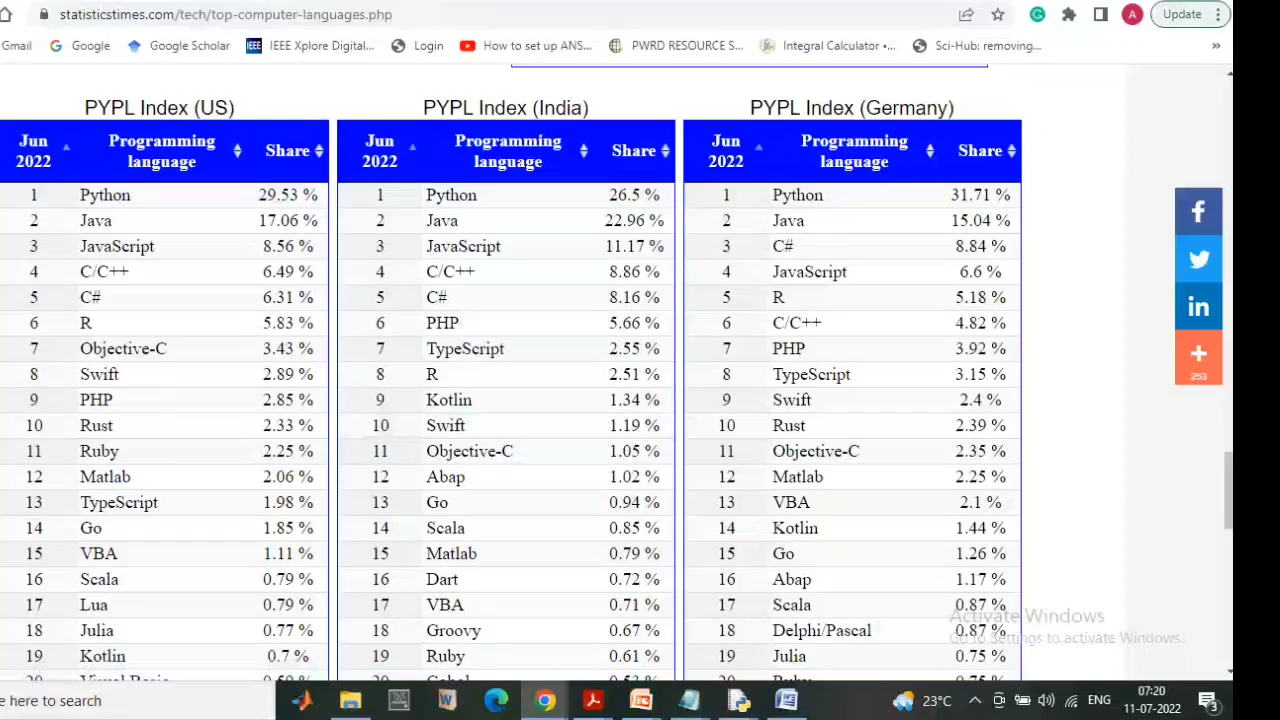 statisticstimes.com/tech/top-computer-languages.php
A
Update
Gmail
Google
Google Scholar
IEEE
IEEE Xplore Digital...
Login
How to set up ANS...
PWRD RESOURCE S...
Integral Calculator •...
Sci-Hub: removing...
»
PYPL Index (US)
Jun 2022 Programming language Share
1 Python 29.53 %
2 Java 17.06 %
3 JavaScript 8.56 %
4 C/C++ 6.49 %
5 C# 6.31 %
6 R 5.83 %
7 Objective-C 3.43 %
8 Swift 2.89 %
9 PHP 2.85 %
10 Rust 2.33 %
11 Ruby 2.25 %
12 Matlab 2.06 %
13 TypeScript 1.98 %
14 Go 1.85 %
15 VBA 1.11 %
16 Scala 0.79 %
17 Lua 0.79 %
18 Julia 0.77 %
19 Kotlin 0.7 %
PYPL Index (India)
Jun 2022 Programming language Share
1 Python 26.5 %
2 Java 22.96 %
3 JavaScript 11.17 %
4 C/C++ 8.86 %
5 C# 8.16 %
6 PHP 5.66 %
7 TypeScript 2.55 %
8 R 2.51 %
9 Kotlin 1.34 %
10 Swift 1.19 %
11 Objective-C 1.05 %
12 Abap 1.02 %
13 Go 0.94 %
14 Scala 0.85 %
15 Matlab 0.79 %
16 Dart 0.72 %
17 VBA 0.71 %
18 Groovy 0.67 %
19 Ruby 0.61 %
PYPL Index (Germany)
Jun 2022 Programming language Share
1 Python 31.71 %
2 Java 15.04 %
3 C# 8.84 %
4 JavaScript 6.6 %
5 R 5.18 %
6 C/C++ 4.82 %
7 PHP 3.92 %
8 TypeScript 3.15 %
9 Swift 2.4 %
10 Rust 2.39 %
11 Objective-C 2.35 %
12 Matlab 2.25 %
13 VBA 2.1 %
14 Kotlin 1.44 %
15 Go 1.26 %
16 Abap 1.17 %
17 Scala 0.87 %
18 Delphi/Pascal 0.87 %
19 Julia 0.75 %
253
Activate Windows
Go to Settings to activate Windows.
e here to search
23°C
ENG
07:20
11-07-2022
3